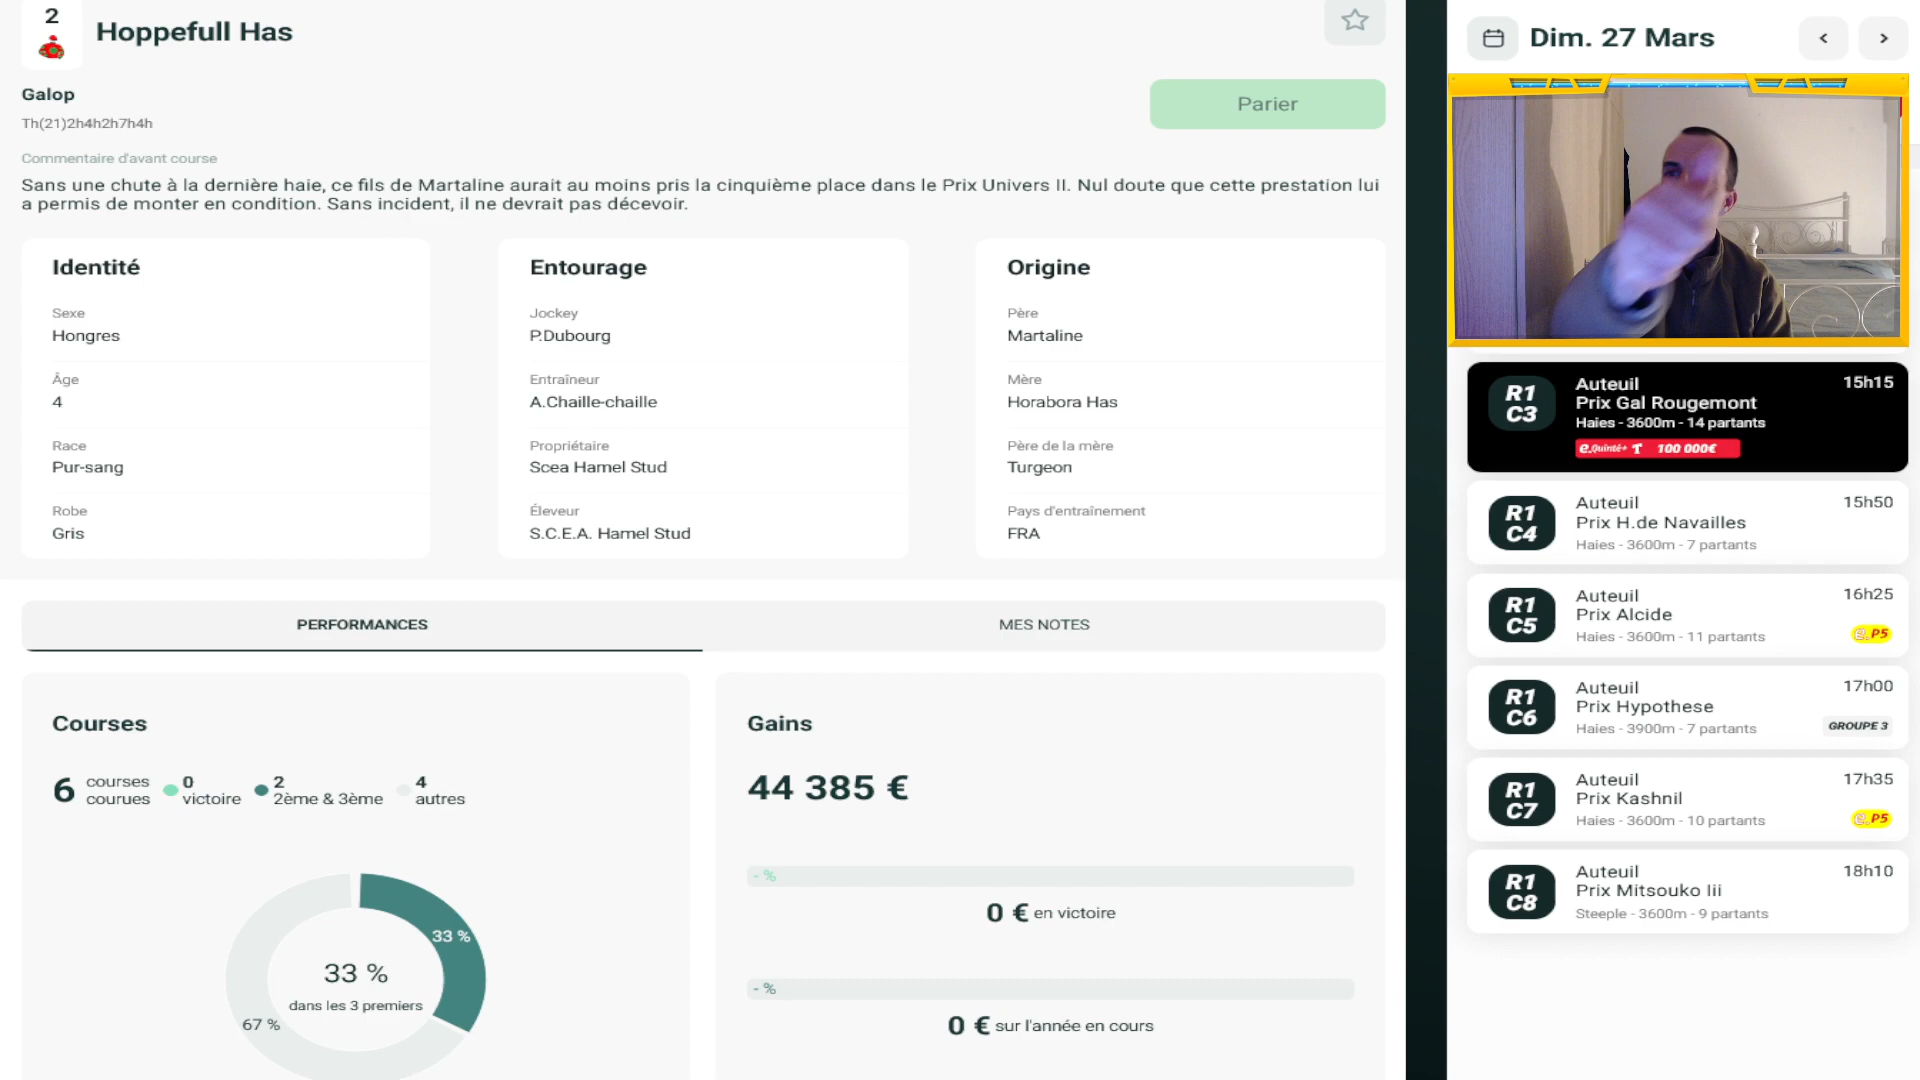 2
Hoppefull Has
Galop
Th(21)2h4h2h7h4h
Parier
Commentaire d'avant course
Sans une chute à la dernière haie, ce fils de Martaline aurait au moins pris la cinquième place dans le Prix Univers II. Nul doute que cette prestation lui
a permis de monter en condition. Sans incident, il ne devrait pas décevoir.
Identité
Sexe
Hongres
Âge
4
Race
Pur-sang
Robe
Gris
Entourage
Jockey
P.Dubourg
Entraîneur
A.Chaille-chaille
Propriétaire
Scea Hamel Stud
Éleveur
S.C.E.A. Hamel Stud
Origine
Père
Martaline
Mère
Horabora Has
Père de la mère
Turgeon
Pays d'entraînement
FRA
PERFORMANCES
MES NOTES
Courses
6 courses courues
0 victoire
2 2ème & 3ème
4 autres
33 %
33 %
dans les 3 premiers
67 %
Gains
44 385 €
- %
0 € en victoire
- %
0 € sur l'année en cours
Dim. 27 Mars
< >
R1 C3
Auteuil
15h15
Prix Gal Rougemont
Haies - 3600m - 14 partants
e.Quinté+ T 100 000€
R1 C4
Auteuil
15h50
Prix H.de Navailles
Haies - 3600m - 7 partants
R1 C5
Auteuil
16h25
Prix Alcide
Haies - 3600m - 11 partants
e.P5
R1 C6
Auteuil
17h00
Prix Hypothese
Haies - 3900m - 7 partants
GROUPE 3
R1 C7
Auteuil
17h35
Prix Kashnil
Haies - 3600m - 10 partants
e.P5
R1 C8
Auteuil
18h10
Prix Mitsouko Iii
Steeple - 3600m - 9 partants